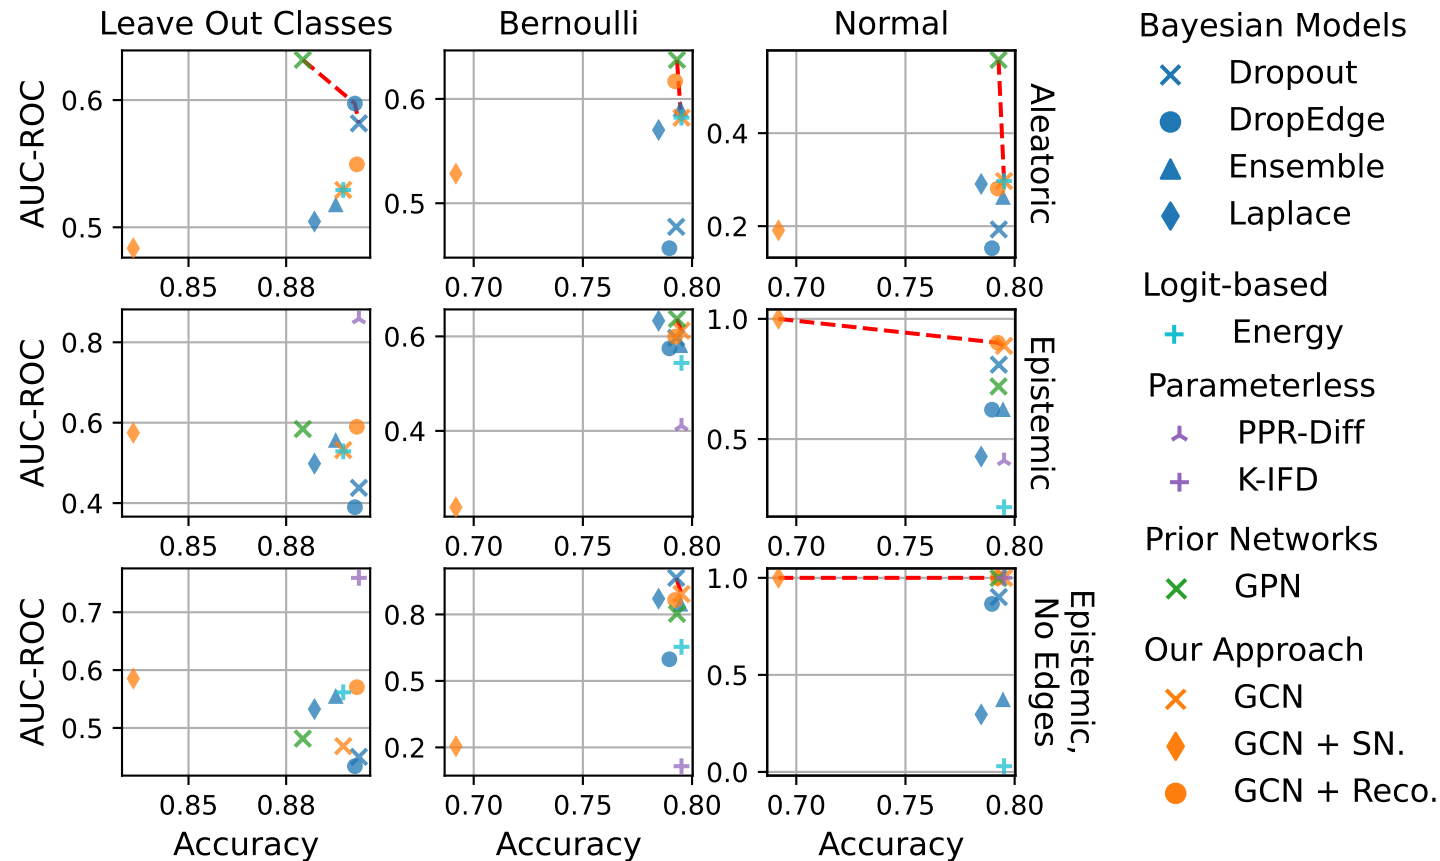 Leave Out Classes
Bernoulli
Normal
AUC-ROC
0.6
0.5
0.85
0.88
0.6
0.5
0.70
0.75
0.80
0.4
0.2
0.70
0.75
0.80
Aleatoric
AUC-ROC
0.8
0.6
0.4
0.85
0.88
0.6
0.4
0.70
0.75
0.80
1.0
0.5
0.70
0.75
0.80
Epistemic
AUC-ROC
0.7
0.6
0.5
0.85
0.88
Accuracy
0.8
0.5
0.2
0.70
0.75
0.80
Accuracy
1.0
0.5
0.0
0.70
0.75
0.80
Accuracy
Epistemic,
No Edges
Bayesian Models
Dropout
DropEdge
Ensemble
Laplace
Logit-based
Energy
Parameterless
PPR-Diff
K-IFD
Prior Networks
GPN
Our Approach
GCN
GCN + SN.
GCN + Reco.